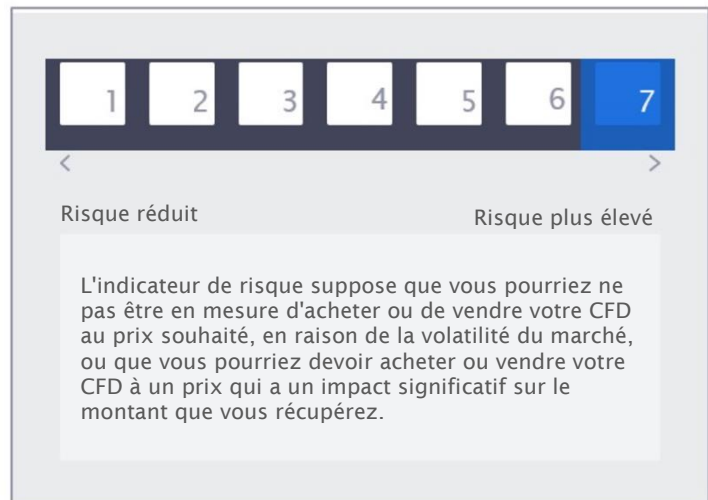 1 2 3 4 5 6 7
< >
Risque réduit Risque plus élevé
L'indicateur de risque suppose que vous pourriez ne
pas être en mesure d'acheter ou de vendre votre CFD
au prix souhaité, en raison de la volatilité du marché,
ou que vous pourriez devoir acheter ou vendre votre
CFD à un prix qui a un impact significatif sur le
montant que vous récupérez.